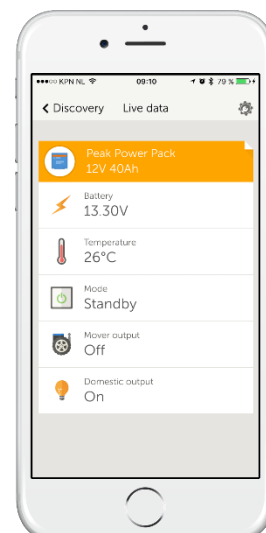 ●●●○○ KPN NL 09:10 79 %
Discovery Live data
Peak Power Pack
12V 40Ah
Battery
13.30V
Temperature
26°C
Mode
Standby
Mover output
Off
Domestic output
On